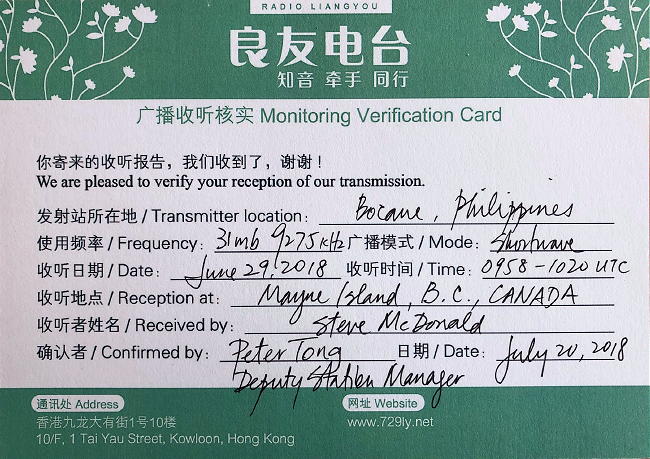 RADIO LIANGYOU
良友电台
知音 牵手 同行
广播收听核实 Monitoring Verification Card
你寄来的收听报告，我们收到了，谢谢！
We are pleased to verify your reception of our transmission.
发射站所在地 / Transmitter location: Bocaue, Philippines
使用频率 / Frequency: 31mb 9275kHz 广播模式 / Mode: Shortwave
收听日期 / Date: June 29, 2018 收听时间 / Time: 0958-1020 UTC
收听地点 / Reception at: Mayne Island, B.C., CANADA
收听者姓名 / Received by: Steve McDonald
确认者 / Confirmed by: Peter Tong 日期 / Date: July 20, 2018
Deputy Station Manager
通讯处 Address 网址 Website
香港九龙大有街1号10楼 www.729ly.net
10/F, 1 Tai Yau Street, Kowloon, Hong Kong